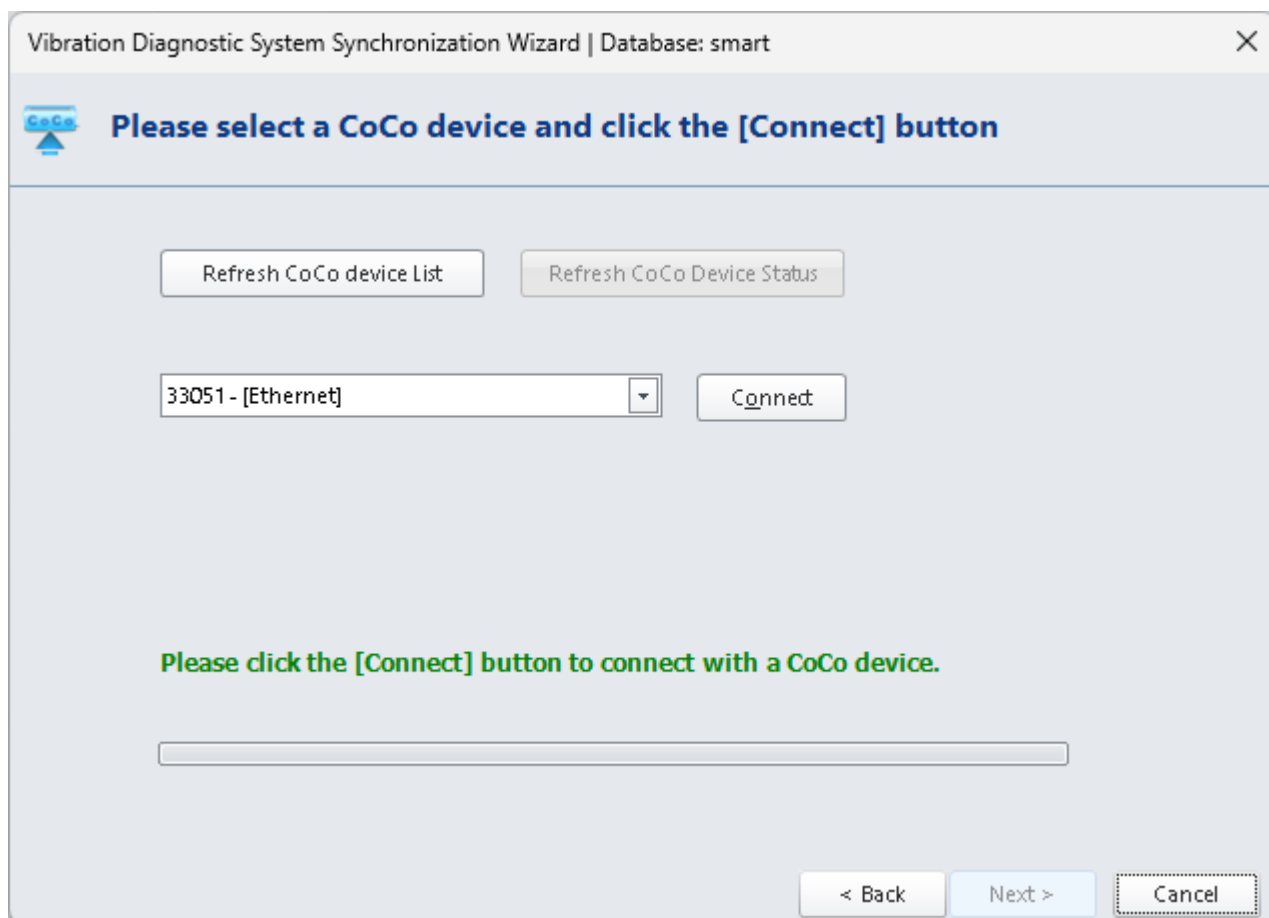 Vibration Diagnostic System Synchronization Wizard | Database: smart
CoCo
Please select a CoCo device and click the [Connect] button
Refresh CoCo device List
Refresh CoCo Device Status
33051 - [Ethernet]
Connect
Please click the [Connect] button to connect with a CoCo device.
< Back
Next >
Cancel